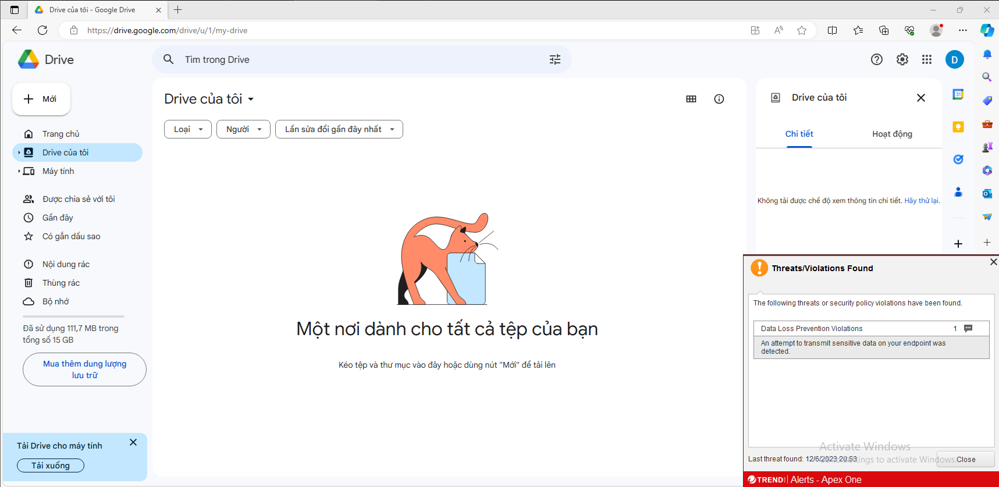 Drive của tôi - Google Drive
https://drive.google.com/drive/u/1/my-drive
Drive
Tìm trong Drive
D
Mới
Trang chủ
Drive của tôi
Máy tính
Được chia sẻ với tôi
Gần đây
Có gắn dấu sao
Nội dung rác
Thùng rác
Bộ nhớ
Đã sử dụng 111,7 MB trong
tổng số 15 GB
Mua thêm dung lượng
lưu trữ
Tải Drive cho máy tính
Tải xuống
Drive của tôi
Loại
Người
Lần sửa đổi gần đây nhất
Một nơi dành cho tất cả tệp của bạn
Kéo tệp và thư mục vào đây hoặc dùng nút "Mới" để tải lên
Drive của tôi
Chi tiết
Hoạt động
Không tải được chế độ xem thông tin chi tiết. Hãy thử lại.
31
Threats/Violations Found
The following threats or security policy violations have been found.
Data Loss Prevention Violations 1
An attempt to transmit sensitive data on your endpoint was
detected.
Activate Windows
Go to Settings to activate Windows.
Last threat found: 12/6/2023 20:53
Close
TREND
Alerts - Apex One